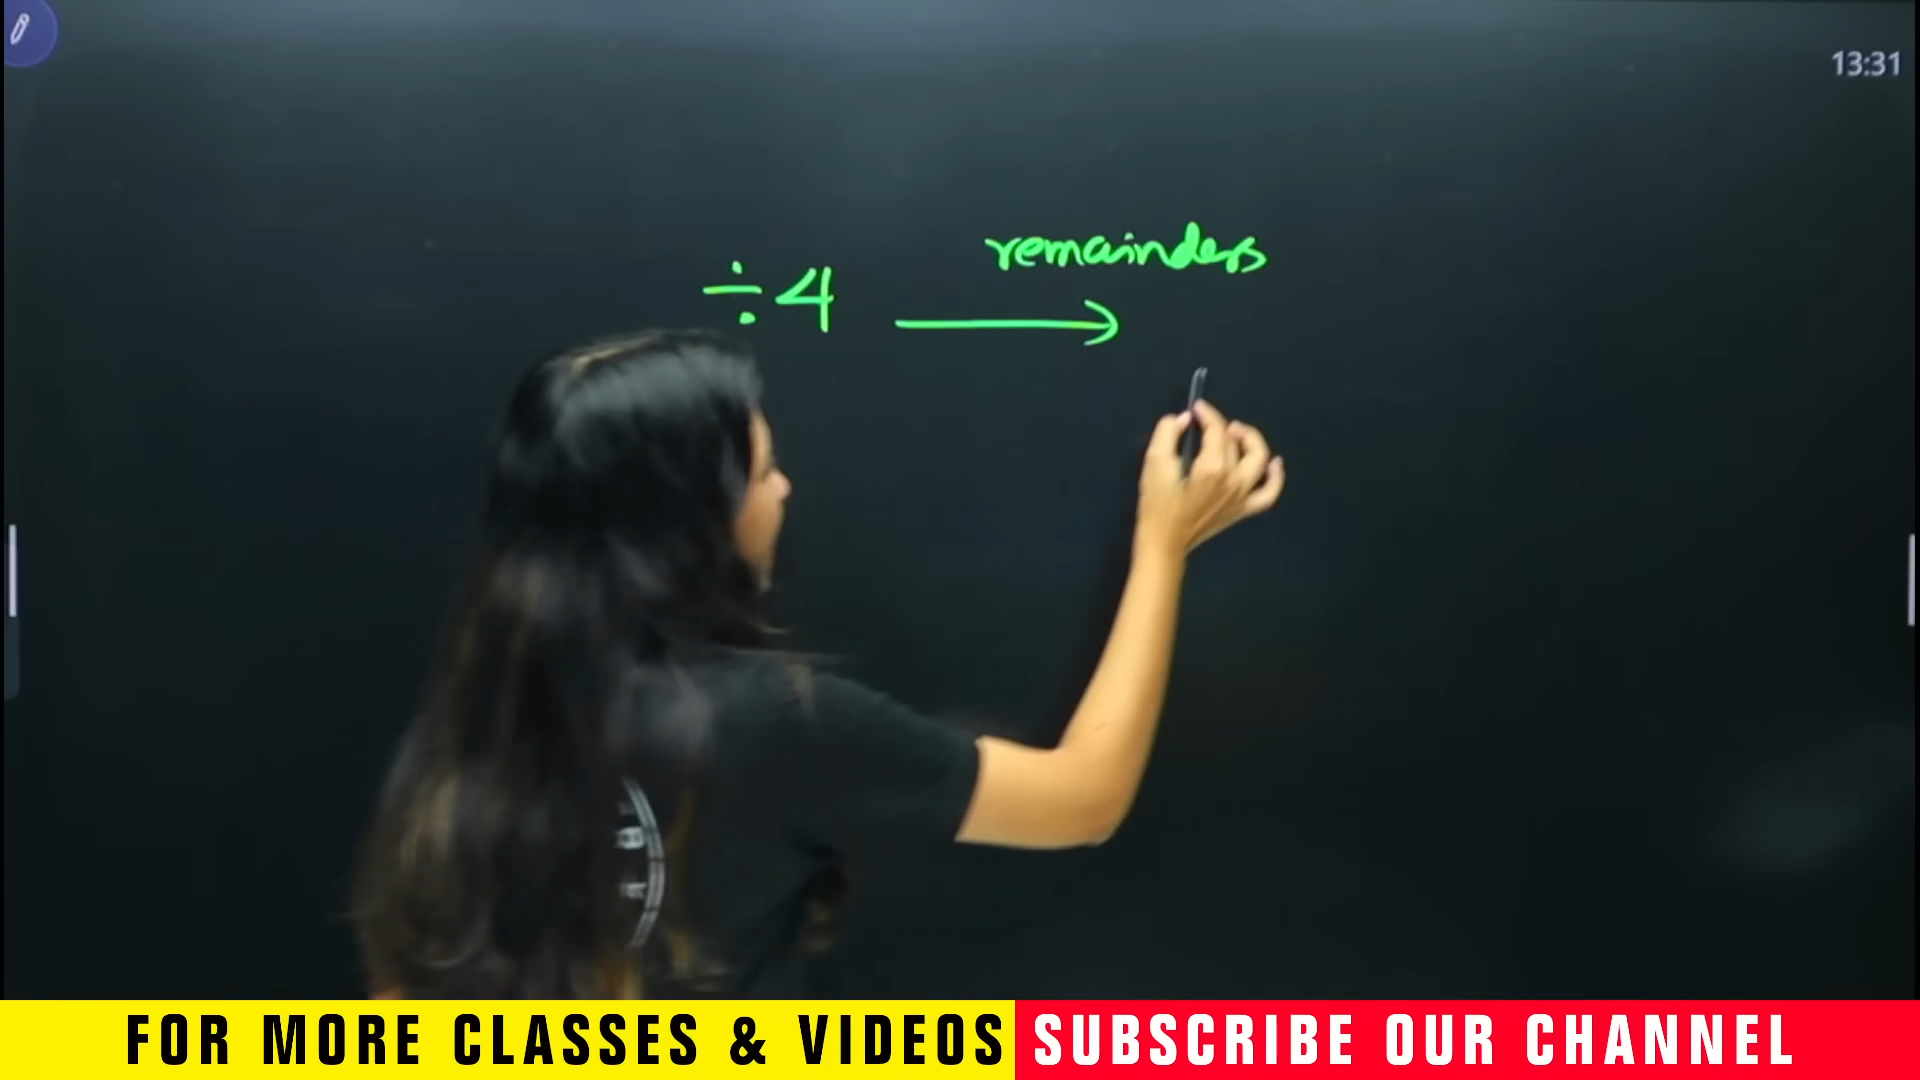 13:31
remainders
÷4 →
FOR MORE CLASSES & VIDEOS SUBSCRIBE OUR CHANNEL